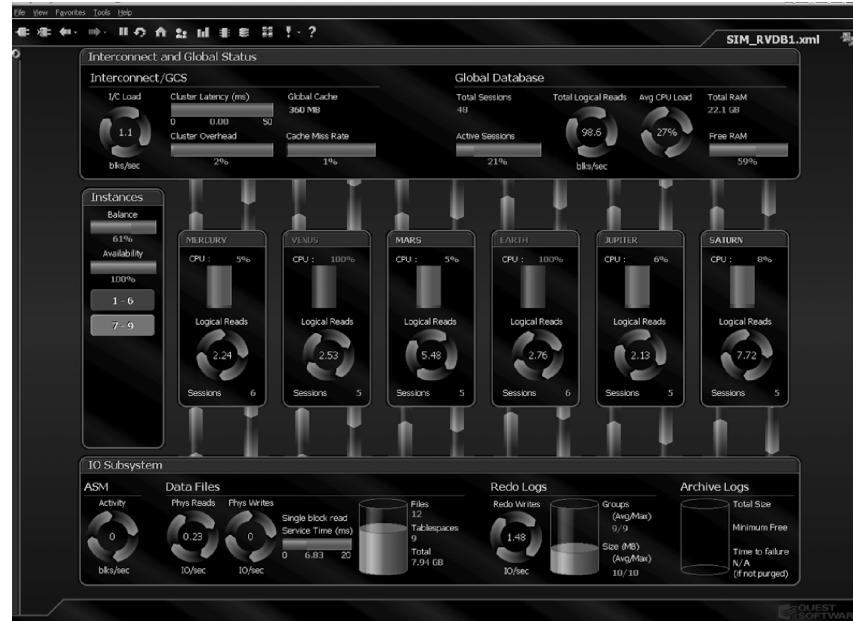 File View Favorites Tools Help
SIM_RVDB1.xml
Interconnect and Global Status
Interconnect/GCS
I/C Load
1.1
blks/sec
Cluster Latency (ms)
0 0.00 50
Cluster Overhead
2%
Global Cache
360 MB
Cache Miss Rate
1%
Global Database
Total Sessions
48
Active Sessions
21%
Total Logical Reads
98.6
blks/sec
Avg CPU Load
27%
Total RAM
22.1 GB
Free RAM
59%
Instances
Balance
61%
Availability
100%
1 - 6
7 - 9
MERCURY
CPU : 5%
Logical Reads
2.24
Sessions 6
VENUS
CPU : 100%
Logical Reads
2.53
Sessions 5
MARS
CPU : 5%
Logical Reads
5.48
Sessions 5
EARTH
CPU : 100%
Logical Reads
2.76
Sessions 6
JUPITER
CPU : 6%
Logical Reads
2.13
Sessions 5
SATURN
CPU : 8%
Logical Reads
7.72
Sessions 5
IO Subsystem
ASM
Activity
0
blks/sec
Data Files
Phys Reads
0.23
IO/sec
Phys Writes
0
IO/sec
Single block read
Service Time (ms)
0 6.83 20
Files
12
Tablespaces
9
Total
7.94 GB
Redo Logs
Redo Writes
1.48
IO/sec
Groups
(Avg/Max)
9/9
Size (MB)
(Avg/Max)
10/10
Archive Logs
Total Size
Minimum Free
Time to failure
N/A
(if not purged)
QUEST
SOFTWARE